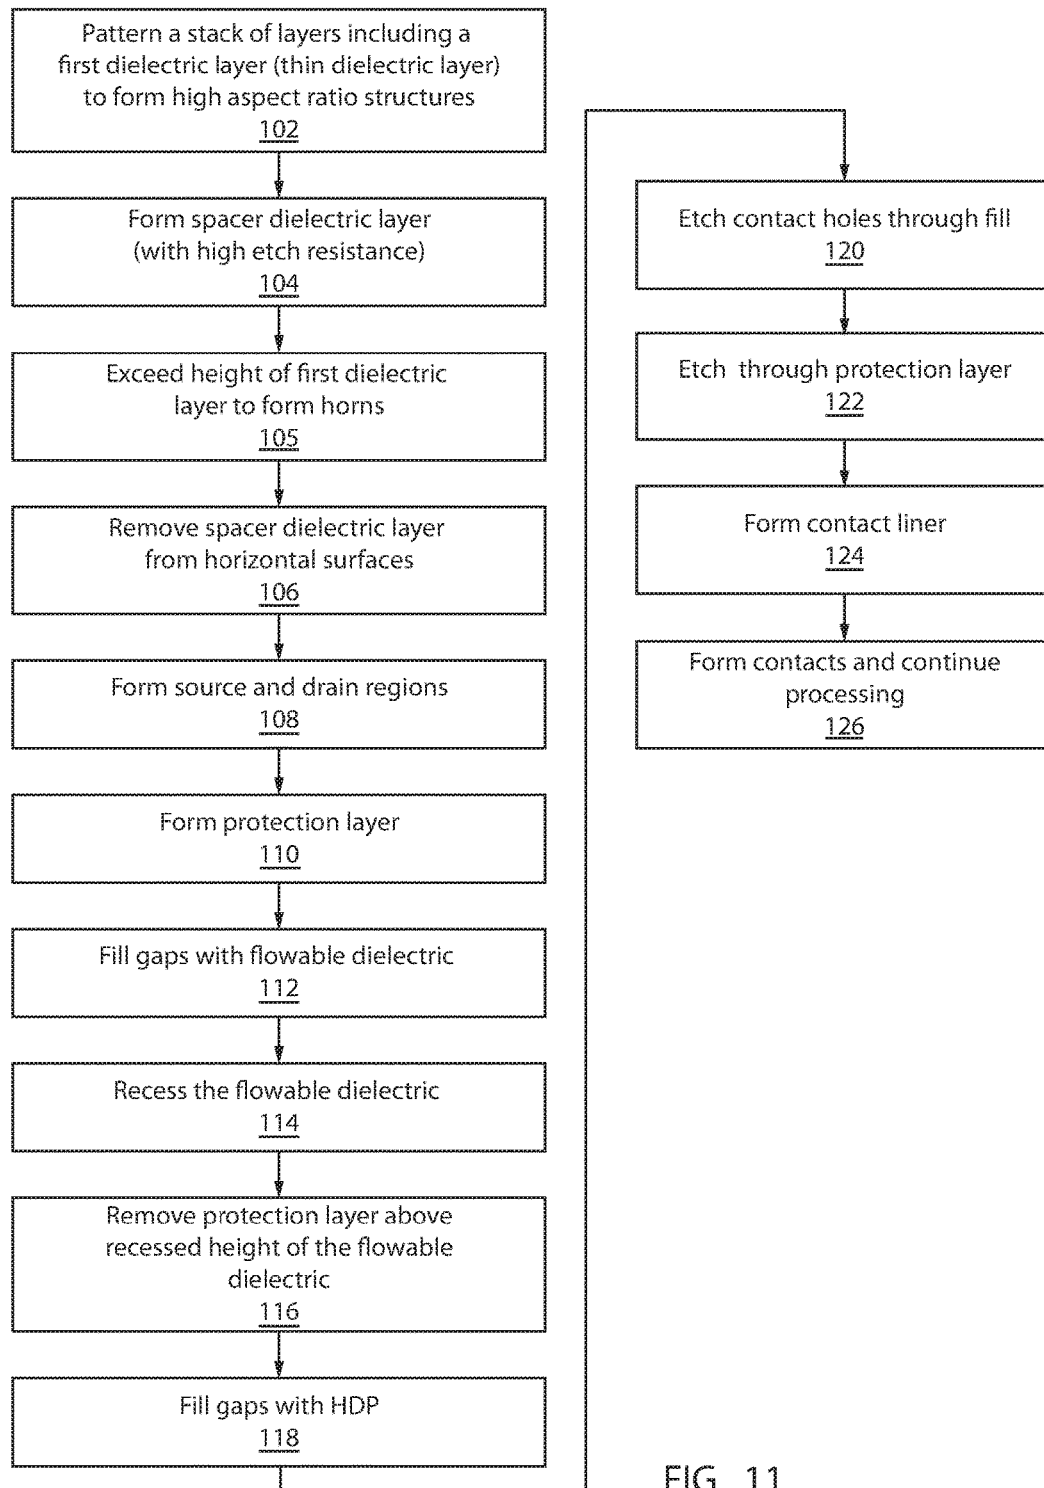 Pattern a stack of layers including a
first dielectric layer (thin dielectric layer)
to form high aspect ratio structures
102
Form spacer dielectric layer
(with high etch resistance)
104
Exceed height of first dielectric
layer to form horns
105
Remove spacer dielectric layer
from horizontal surfaces
106
Form source and drain regions
108
Form protection layer
110
Fill gaps with flowable dielectric
112
Recess the flowable dielectric
114
Remove protection layer above
recessed height of the flowable
dielectric
116
Fill gaps with HDP
118
Etch contact holes through fill
120
Etch through protection layer
122
Form contact liner
124
Form contacts and continue
processing
126
FIG. 11